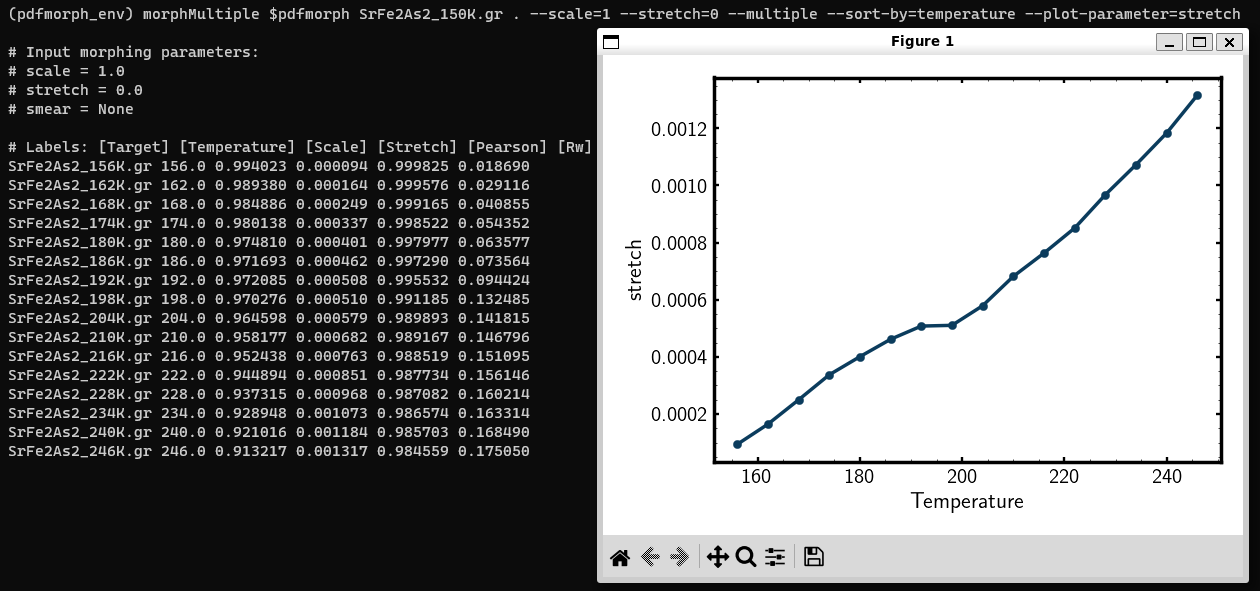 (pdfmorph_env) morphMultiple $pdfmorph SrFe2As2_150K.gr . --scale=1 --stretch=0 --multiple --sort-by=temperature --plot-parameter=stretch
# Input morphing parameters:
# scale = 1.0
# stretch = 0.0
# smear = None
# Labels: [Target] [Temperature] [Scale] [Stretch] [Pearson] [Rw]
SrFe2As2_156K.gr 156.0 0.994023 0.000094 0.999825 0.018690
SrFe2As2_162K.gr 162.0 0.989380 0.000164 0.999576 0.029116
SrFe2As2_168K.gr 168.0 0.984886 0.000249 0.999165 0.040855
SrFe2As2_174K.gr 174.0 0.980138 0.000337 0.998522 0.054352
SrFe2As2_180K.gr 180.0 0.974810 0.000401 0.997977 0.063577
SrFe2As2_186K.gr 186.0 0.971693 0.000462 0.997290 0.073564
SrFe2As2_192K.gr 192.0 0.972085 0.000508 0.995532 0.094424
SrFe2As2_198K.gr 198.0 0.970276 0.000510 0.991185 0.132485
SrFe2As2_204K.gr 204.0 0.964598 0.000579 0.989893 0.141815
SrFe2As2_210K.gr 210.0 0.958177 0.000682 0.989167 0.146796
SrFe2As2_216K.gr 216.0 0.952438 0.000763 0.988519 0.151095
SrFe2As2_222K.gr 222.0 0.944894 0.000851 0.987734 0.156146
SrFe2As2_228K.gr 228.0 0.937315 0.000968 0.987082 0.160214
SrFe2As2_234K.gr 234.0 0.928948 0.001073 0.986574 0.163314
SrFe2As2_240K.gr 240.0 0.921016 0.001184 0.985703 0.168490
SrFe2As2_246K.gr 246.0 0.913217 0.001317 0.984559 0.175050
Figure 1
0.0012
0.0010
0.0008
0.0006
0.0004
0.0002
stretch
160 180 200 220 240
Temperature